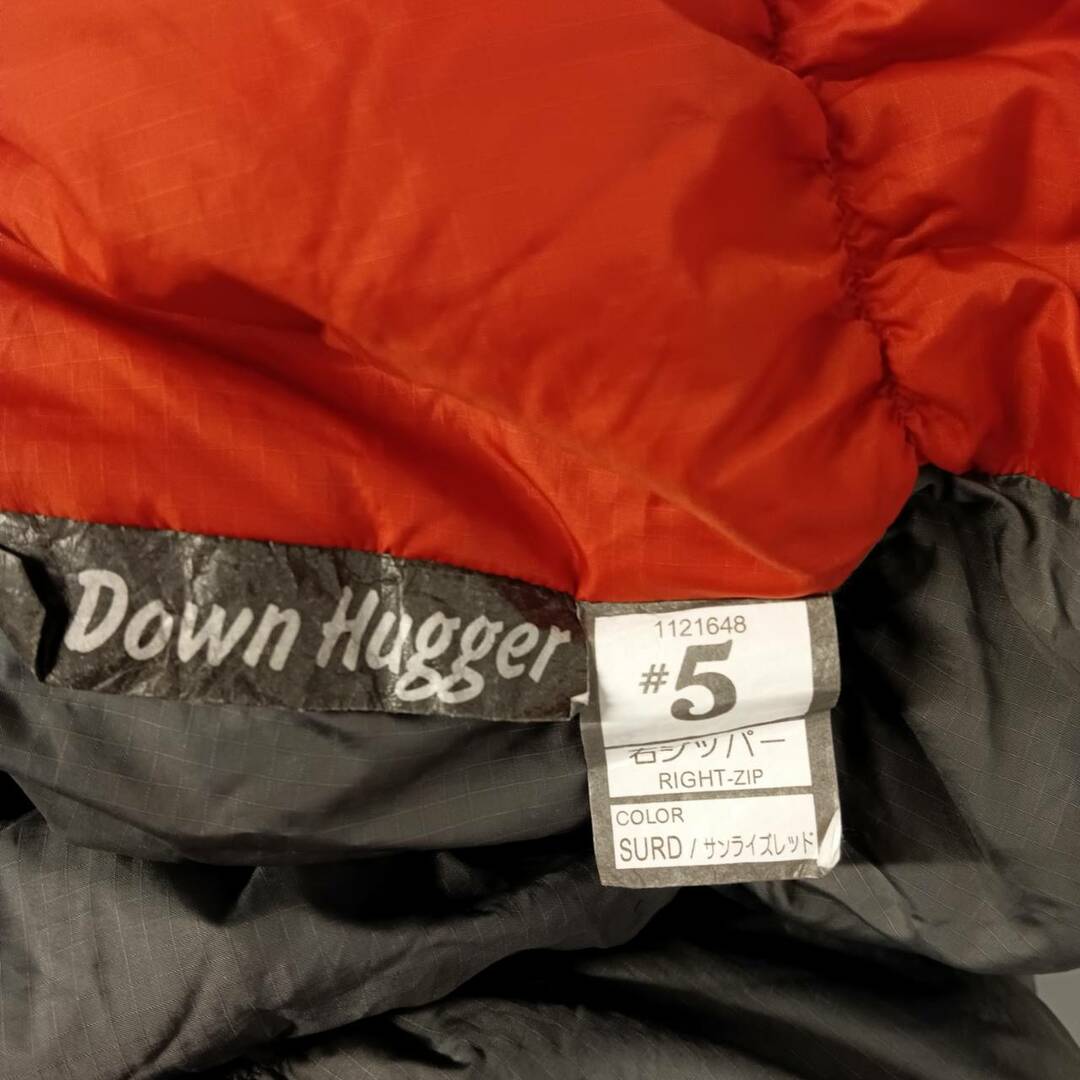 Down Hugger
1121648
#5
右ジッパー
RIGHT-ZIP
COLOR
SURD / サンライズレッド